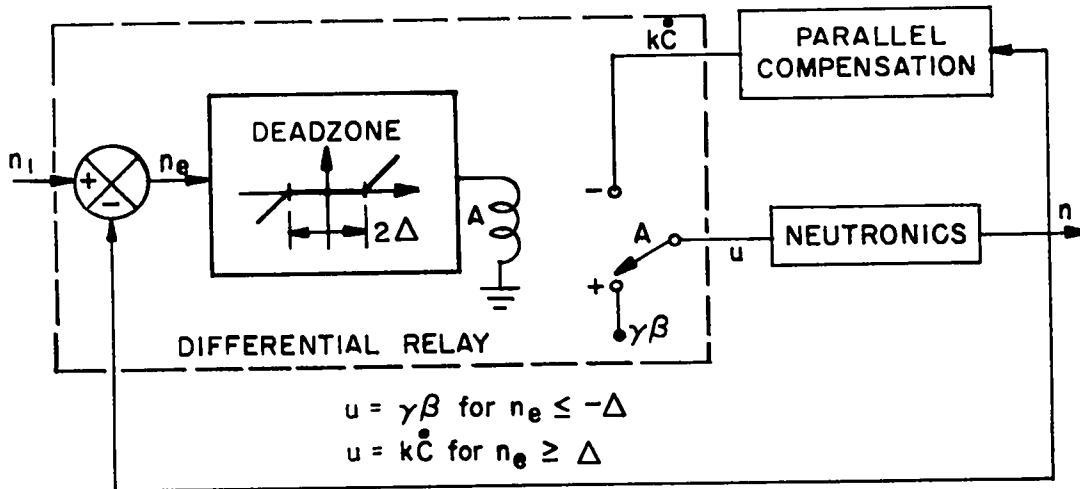 kĊ
PARALLEL
COMPENSATION
DEADZONE
n₁
+
-
nₑ
2Δ
A
-
A
+
u
NEUTRONICS
n
γβ
DIFFERENTIAL RELAY
u = γβ for nₑ ≤ -Δ
u = kĊ for nₑ ≥ Δ